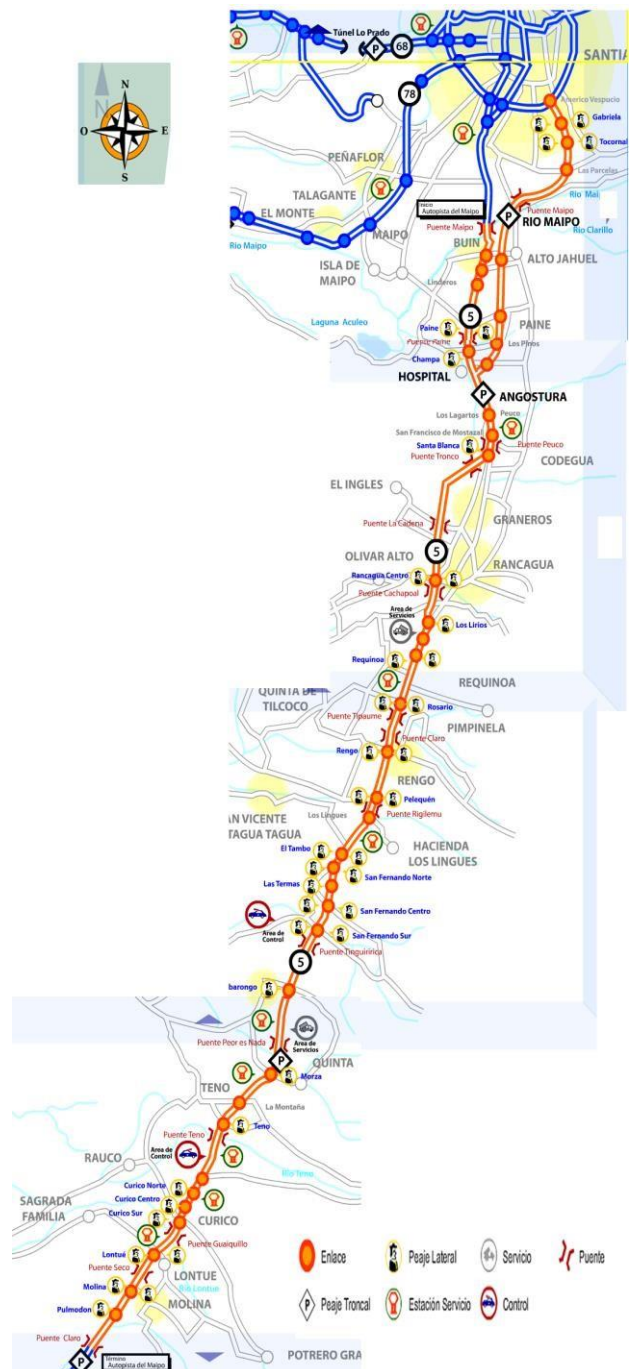 Túnel Lo Prado
P
68
SANTIA
N
N
O
E
S
78
Americo Vespucio
Gabriela
Tocornal
PEÑAFLOR
Las Parcelas
TALAGANTE
Rio Mai
EL MONTE
Inicio
Autopista del Maipo
Puente Maipo
P
RIO MAIPO
MAIPO
Puente Maipo
Rio Clarillo
Rio Maipo
BUIN
ISLA DE
MAIPO
ALTO JAHUEL
Linderos
5
Laguna Aculeo
Paine
PAINE
Puente Paine
Los Pinos
Champa
HOSPITAL
P
ANGOSTURA
Los Lagartos
Peuco
San Francisco de Mostazal
Santa Blanca
Puente Peuco
Puente Tronco
CODEGUA
EL INGLES
GRANEROS
Puente La Cadena
5
OLIVAR ALTO
RANCAGUA
Rancagua Centro
Puente Cachapoal
Area de
Servicios
Los Lirios
Requinoa
REQUINOA
QUINTA DE
TILCOCO
Rosario
Puente Tipaume
PIMPINELA
Puente Claro
Rengo
RENGO
Pelequén
AN VICENTE
TAGUA TAGUA
Los Lingues
Puente Rigilemu
El Tambo
HACIENDA
LOS LINGUES
San Fernando Norte
Las Termas
San Fernando Centro
Area de
Control
San Fernando Sur
Puente Tinguiririca
5
barongo
Puente Peor es Nada
Area de
Servicios
P
QUINTA
Morza
TENO
La Montaña
Teno
Puente Teno
Area de
Control
RAUCO
Rio Teno
Curico Norte
SAGRADA
FAMILIA
Curico Centro
Curico Sur
CURICO
Puente Guaiquillo
Lontué
Puente Seco
LONTUE
Rio Lontue
Molina
MOLINA
Pulmodon
Puente Claro
P
Término
Autopista del Maipo
POTRERO GRA
Enlace
Peaje Lateral
Servicio
Puente
P
Peaje Troncal
Estación Servicio
Control